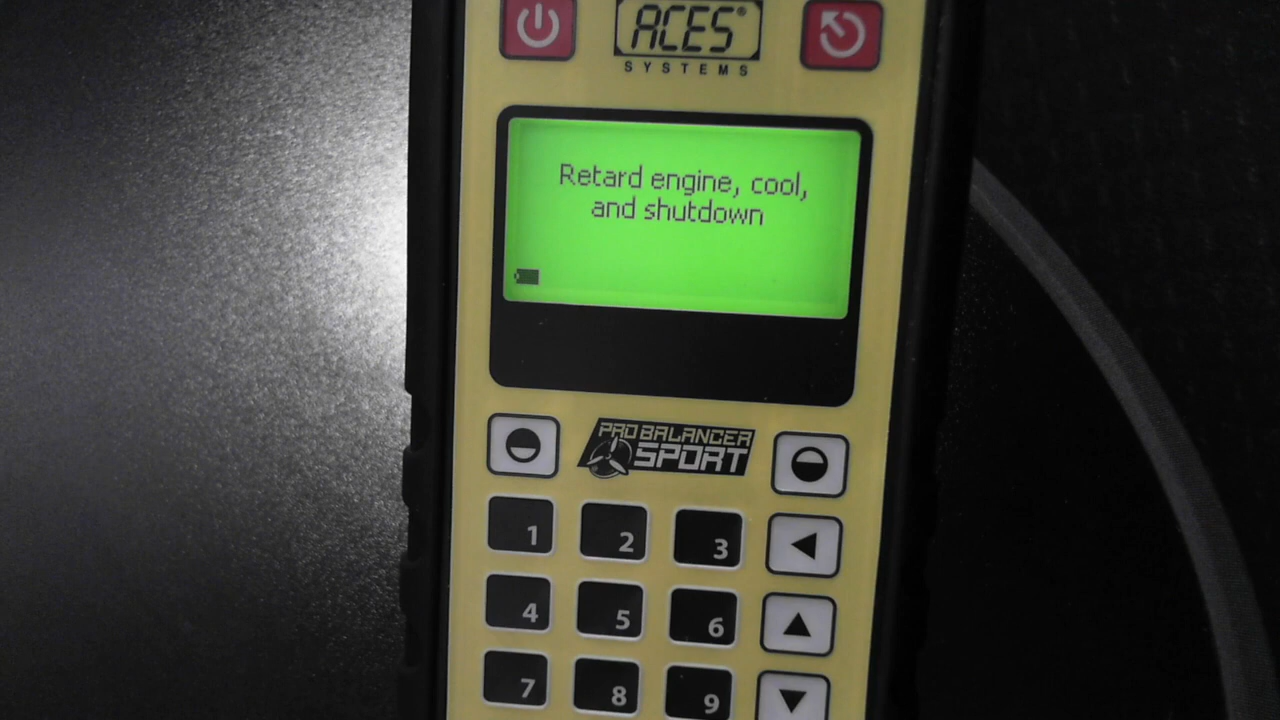 ACES®
SYSTEMS
Retard engine, cool,
and shutdown
PRO BALANCER
SPORT
1 2 3
4 5 6
7 8 9